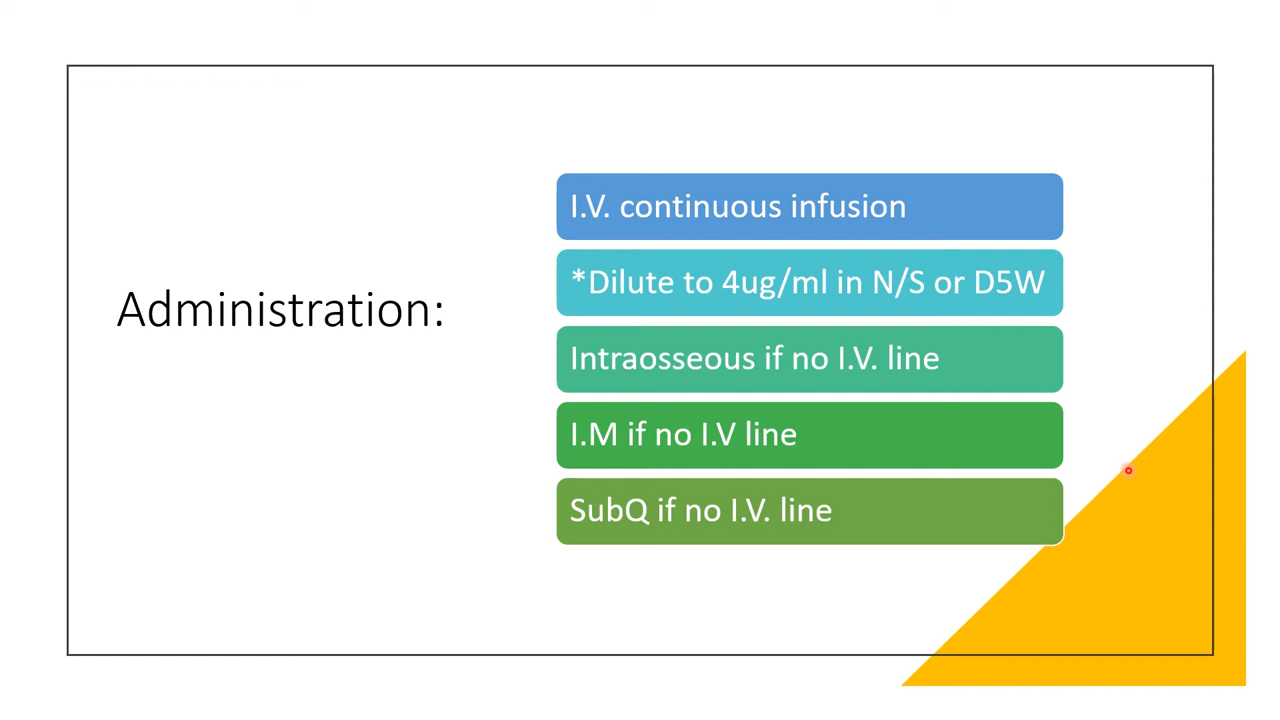 Administration:
I.V. continuous infusion
*Dilute to 4ug/ml in N/S or D5W
Intraosseous if no I.V. line
I.M if no I.V line
SubQ if no I.V. line